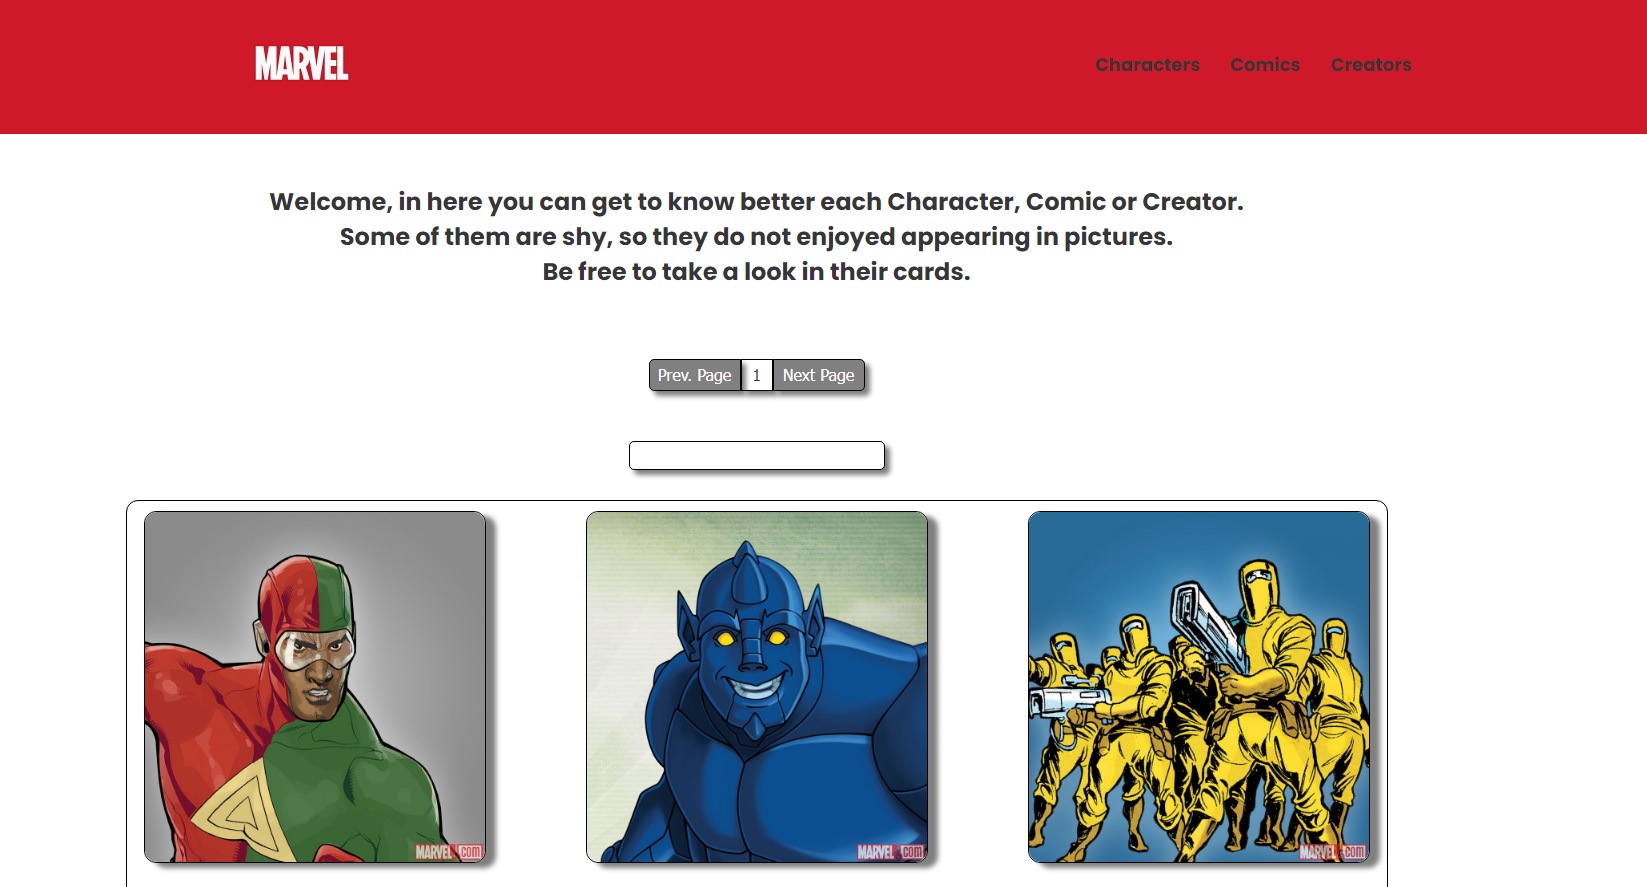 MARVEL
Characters Comics Creators
Welcome, in here you can get to know better each Character, Comic or Creator.
Some of them are shy, so they do not enjoyed appearing in pictures.
Be free to take a look in their cards.
Prev. Page 1 Next Page
MARVEL.com
MARVEL.com
MARVEL.com